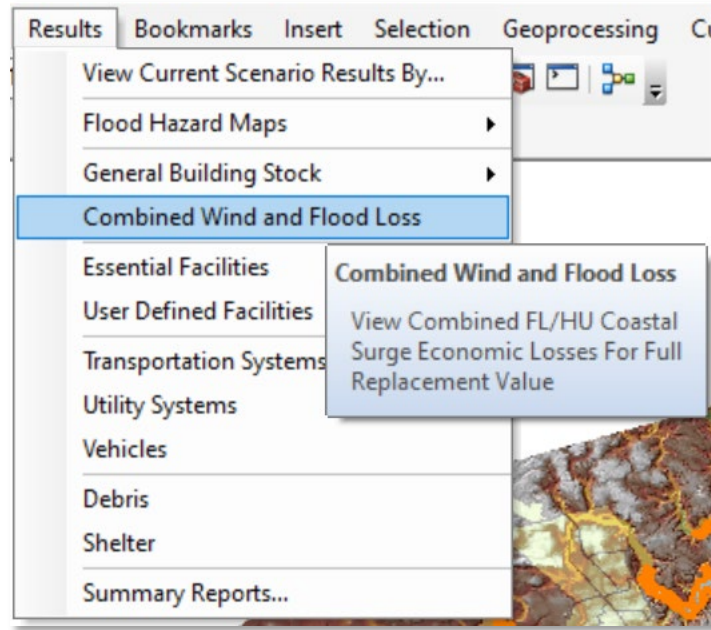 Results Bookmarks Insert Selection Geoprocessing
View Current Scenario Results By...
Flood Hazard Maps
General Building Stock
Combined Wind and Flood Loss
Essential Facilities
User Defined Facilities
Transportation Systems
Utility Systems
Vehicles
Debris
Shelter
Summary Reports...
Combined Wind and Flood Loss
View Combined FL/HU Coastal
Surge Economic Losses For Full
Replacement Value